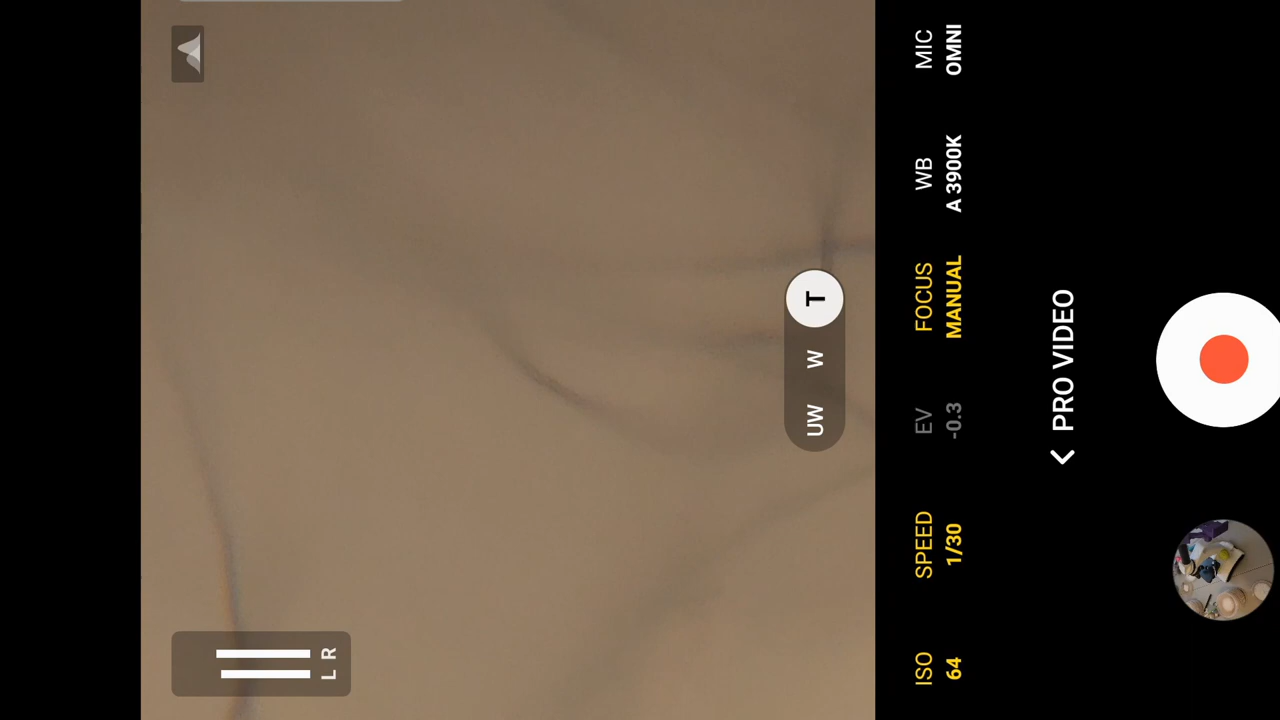 ISO
64
SPEED
1/30
EV
-0.3
FOCUS
MANUAL
WB
A 3900K
MIC
OMNI
UW
W
T
L
R
PRO VIDEO